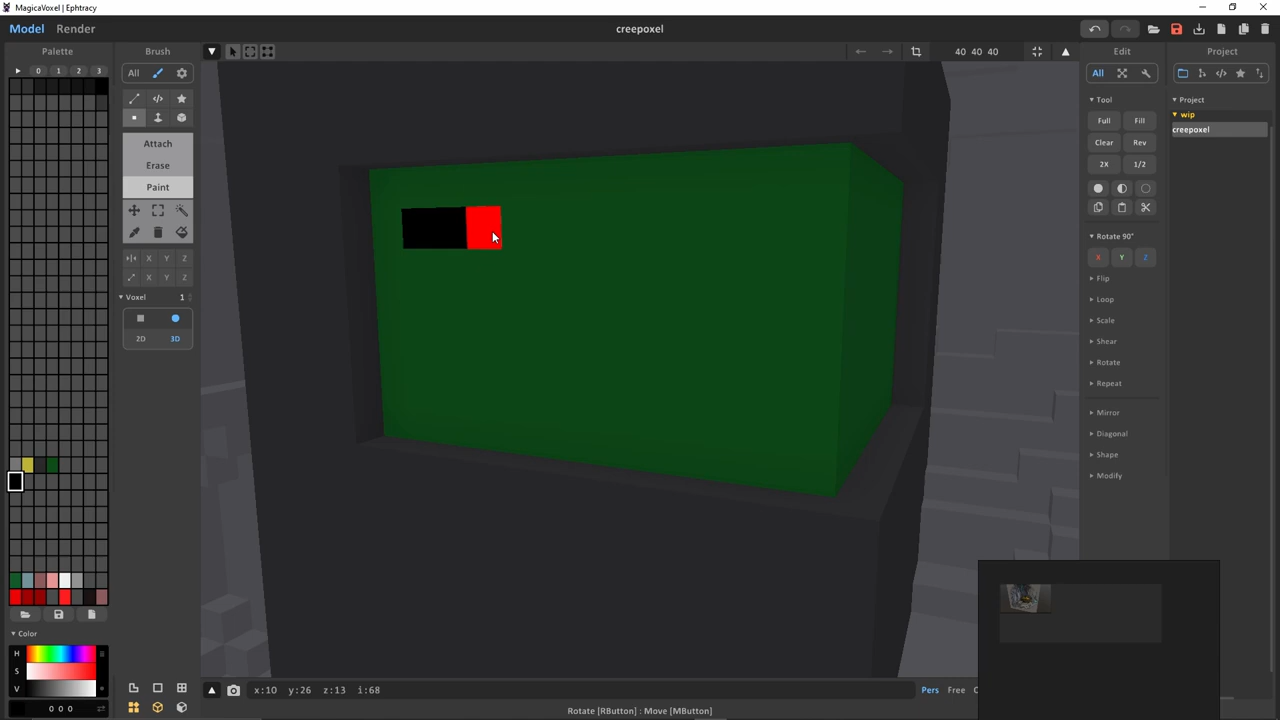 MagicaVoxel | Ephtracy
Model Render creepoxel
Palette Brush 40 40 40 Edit Project
0 1 2 3 All All
Tool Project
wip
Full Fill creepoxel
Attach Clear Rev
Erase 2X 1/2
Paint
Rotate 90°
X Y Z X Y Z
X Y Z Flip
Voxel 1 Loop
Scale
2D 3D Shear
Rotate
Repeat
Mirror
Diagonal
Shape
Modify
Color
H
S
V
0 0 0 x:10 y:26 z:13 i:68 Pers Free
Rotate [RButton] : Move [MButton]